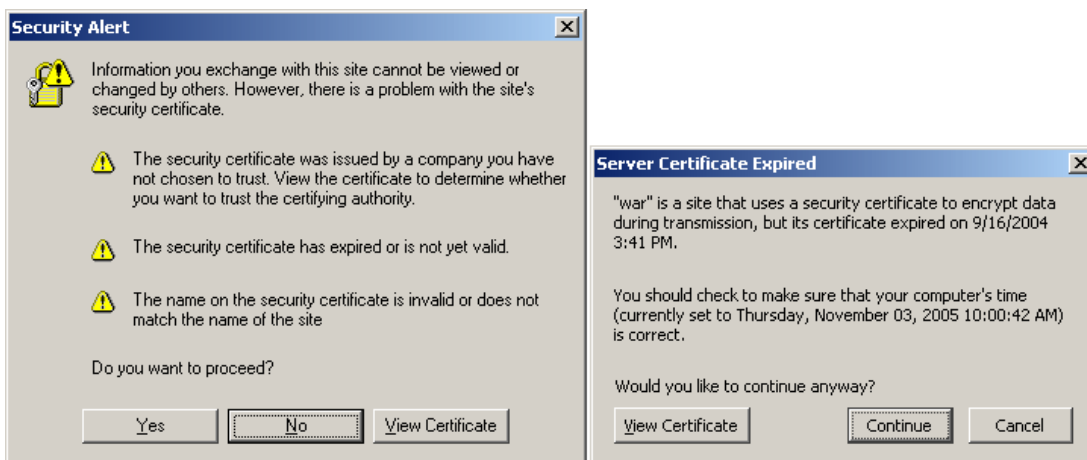 Security Alert
Information you exchange with this site cannot be viewed or
changed by others. However, there is a problem with the site's
security certificate.
The security certificate was issued by a company you have
not chosen to trust. View the certificate to determine whether
you want to trust the certifying authority.
The security certificate has expired or is not yet valid.
The name on the security certificate is invalid or does not
match the name of the site
Do you want to proceed?
Yes No View Certificate
Server Certificate Expired
"war" is a site that uses a security certificate to encrypt data
during transmission, but its certificate expired on 9/16/2004
3:41 PM.
You should check to make sure that your computer's time
(currently set to Thursday, November 03, 2005 10:00:42 AM)
is correct.
Would you like to continue anyway?
View Certificate Continue Cancel